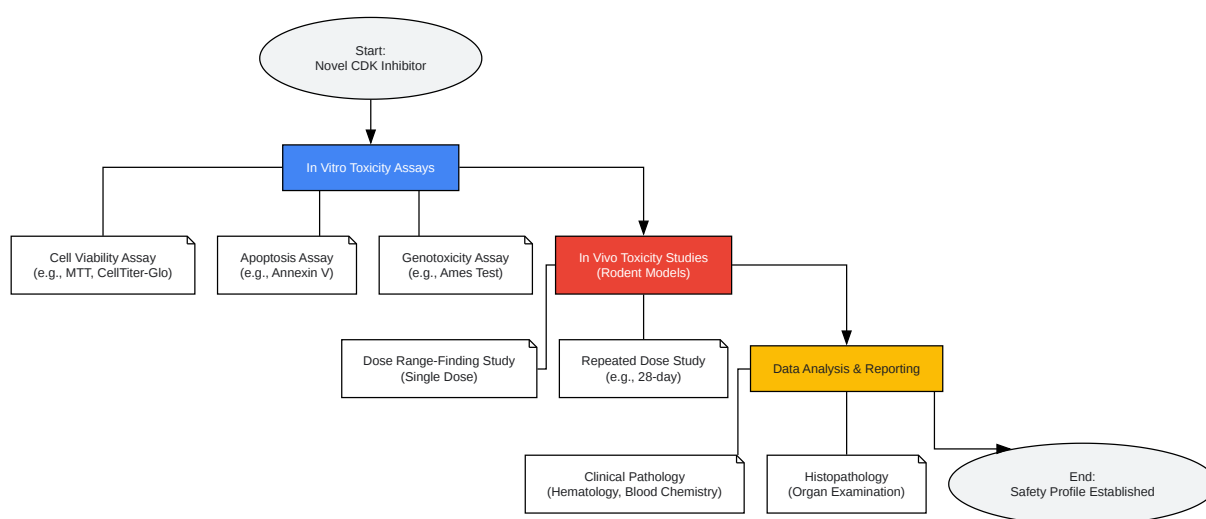 Start:
Novel CDK Inhibitor
In Vitro Toxicity Assays
Cell Viability Assay
(e.g., MTT, CellTiter-Glo)
Apoptosis Assay
(e.g., Annexin V)
Genotoxicity Assay
(e.g., Ames Test)
In Vivo Toxicity Studies
(Rodent Models)
Dose Range-Finding Study
(Single Dose)
Repeated Dose Study
(e.g., 28-day)
Data Analysis & Reporting
Clinical Pathology
(Hematology, Blood Chemistry)
Histopathology
(Organ Examination)
End:
Safety Profile Established